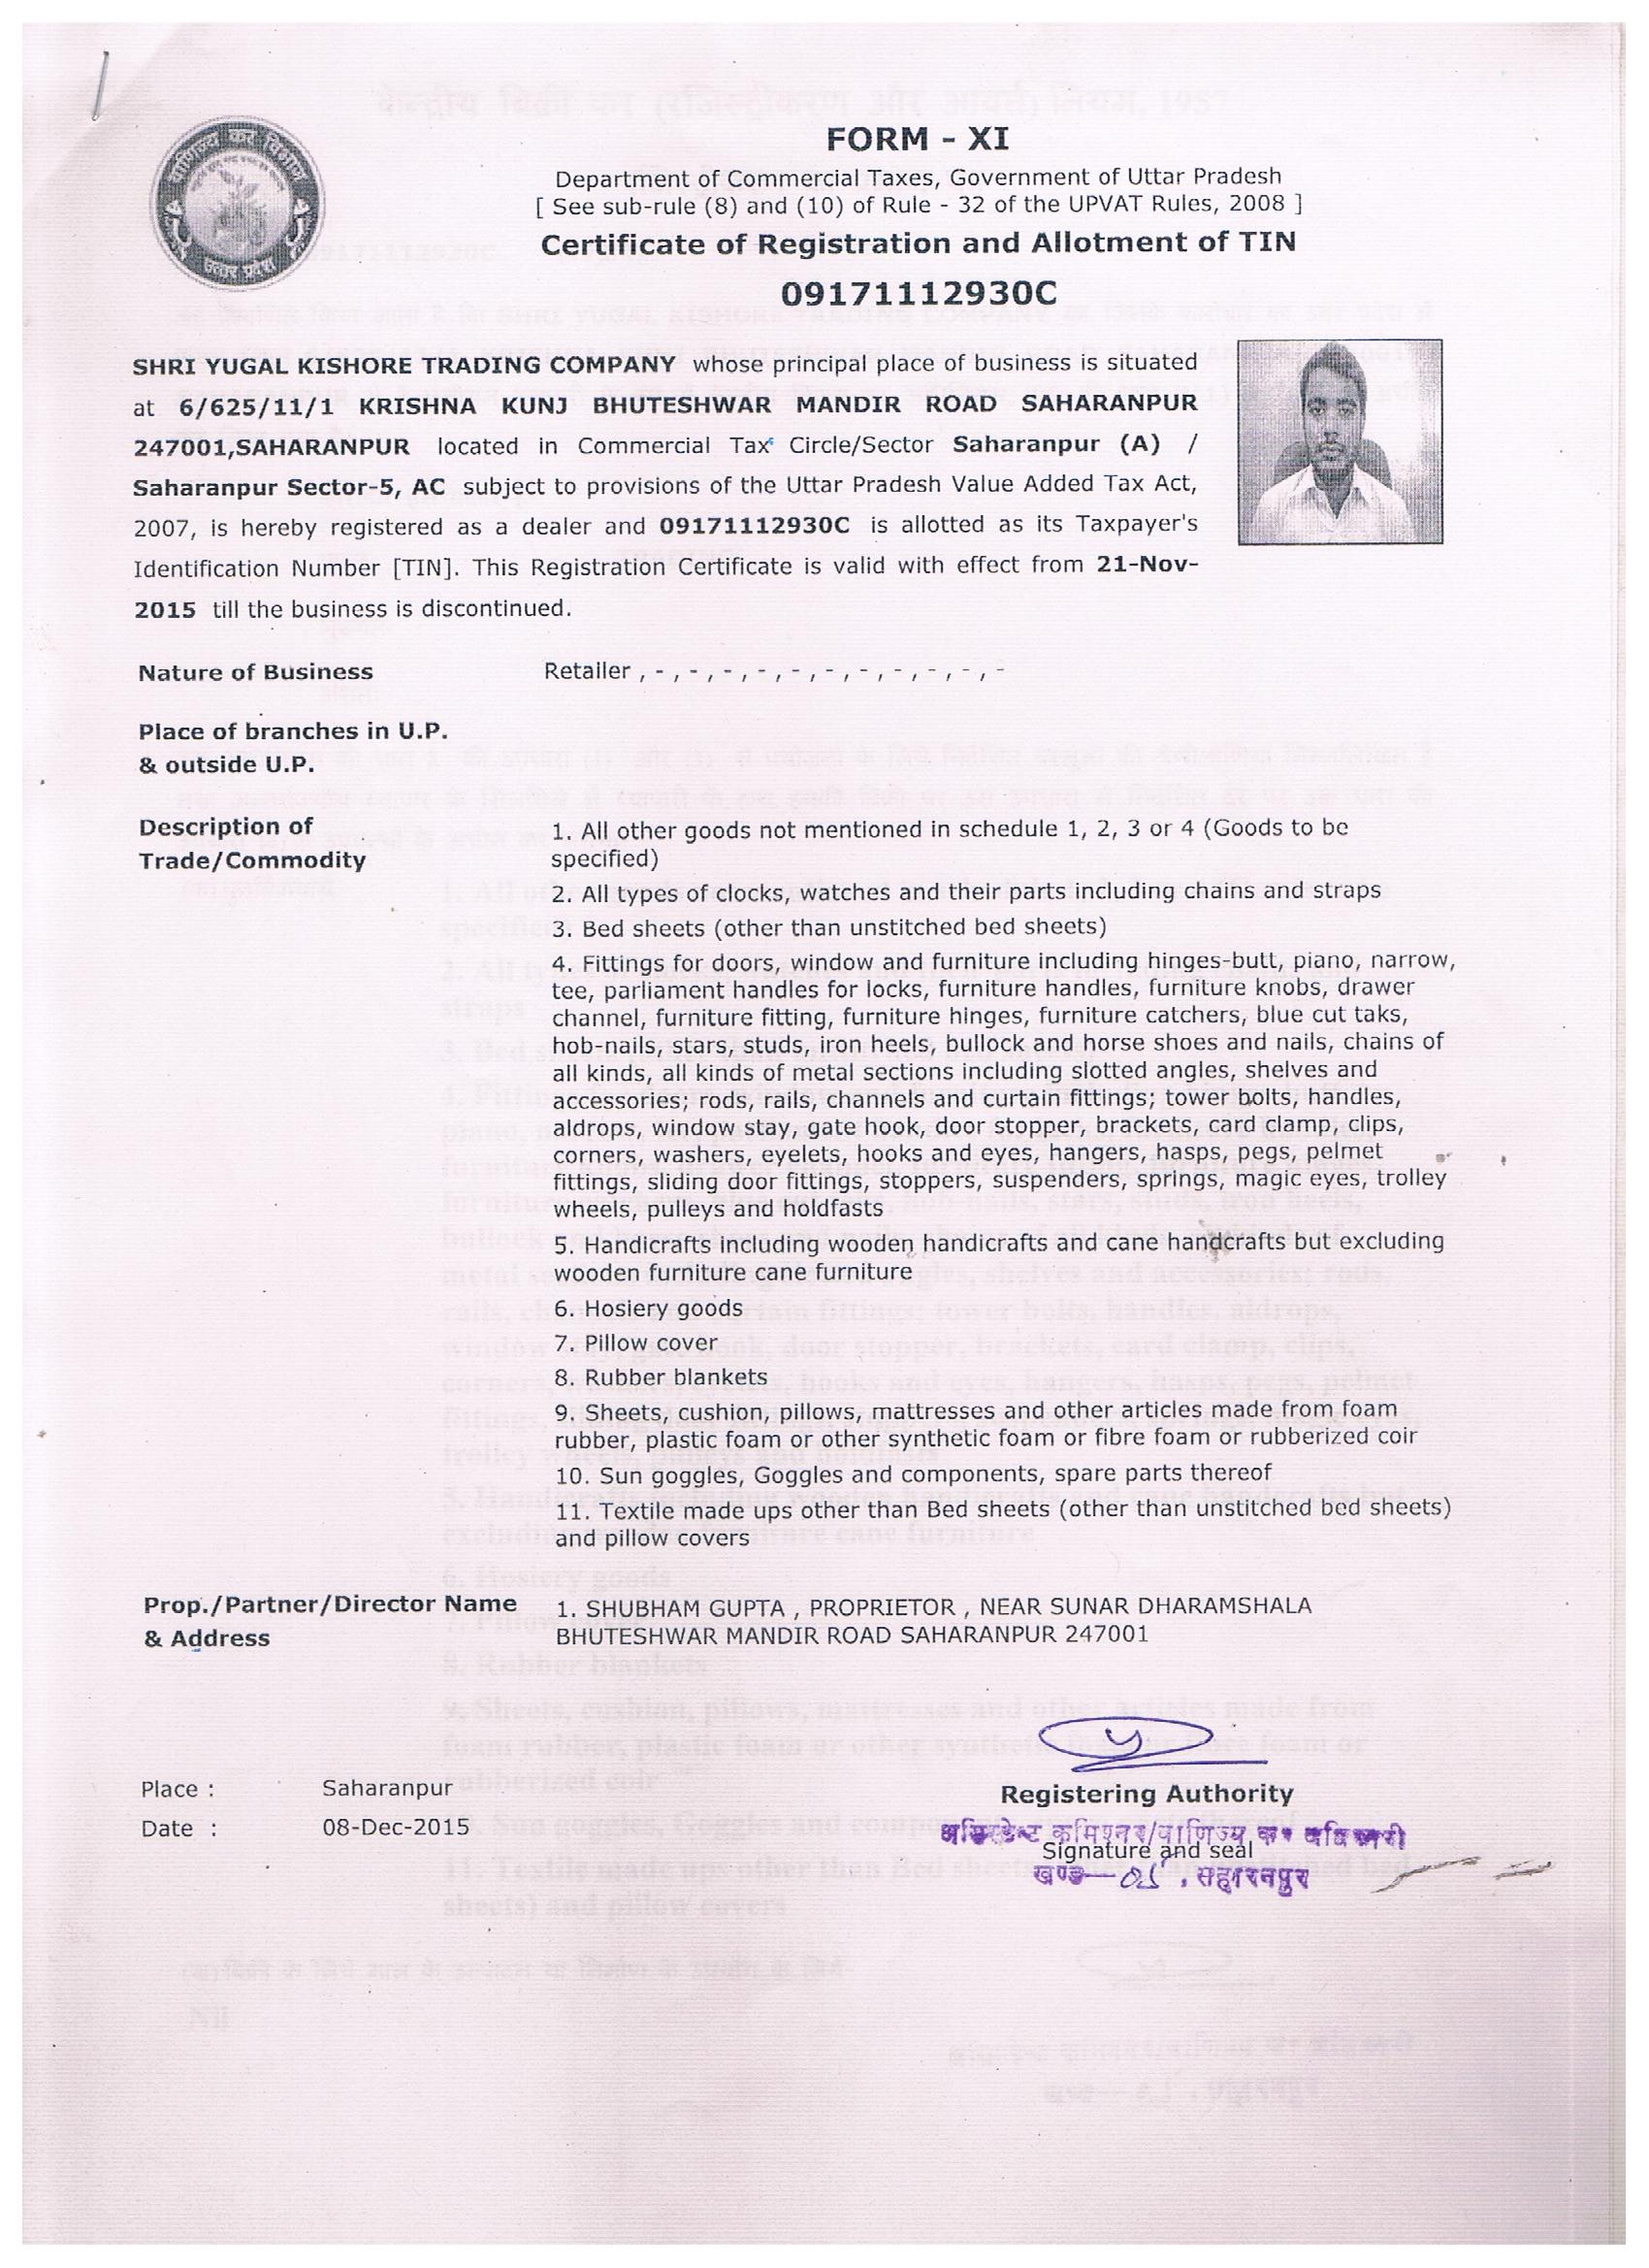 FORM - XI
Department of Commercial Taxes, Government of Uttar Pradesh
[ See sub-rule (8) and (10) of Rule - 32 of the UPVAT Rules, 2008 ]
Certificate of Registration and Allotment of TIN
09171112930C
वाणिज्य कर विभाग
उत्तर प्रदेश
SHRI YUGAL KISHORE TRADING COMPANY whose principal place of business is situated
at 6/625/11/1 KRISHNA KUNJ BHUTESHWAR MANDIR ROAD SAHARANPUR
247001,SAHARANPUR located in Commercial Tax Circle/Sector Saharanpur (A) /
Saharanpur Sector-5, AC subject to provisions of the Uttar Pradesh Value Added Tax Act,
2007, is hereby registered as a dealer and 09171112930C is allotted as its Taxpayer's
Identification Number [TIN]. This Registration Certificate is valid with effect from 21-Nov-
2015 till the business is discontinued.
Nature of Business Retailer , - , - , - , - , - , - , - , - , - , - , -
Place of branches in U.P.
& outside U.P.
Description of
Trade/Commodity
1. All other goods not mentioned in schedule 1, 2, 3 or 4 (Goods to be
specified)
2. All types of clocks, watches and their parts including chains and straps
3. Bed sheets (other than unstitched bed sheets)
4. Fittings for doors, window and furniture including hinges-butt, piano, narrow,
tee, parliament handles for locks, furniture handles, furniture knobs, drawer
channel, furniture fitting, furniture hinges, furniture catchers, blue cut taks,
hob-nails, stars, studs, iron heels, bullock and horse shoes and nails, chains of
all kinds, all kinds of metal sections including slotted angles, shelves and
accessories; rods, rails, channels and curtain fittings; tower bolts, handles,
aldrops, window stay, gate hook, door stopper, brackets, card clamp, clips,
corners, washers, eyelets, hooks and eyes, hangers, hasps, pegs, pelmet
fittings, sliding door fittings, stoppers, suspenders, springs, magic eyes, trolley
wheels, pulleys and holdfasts
5. Handicrafts including wooden handicrafts and cane handcrafts but excluding
wooden furniture cane furniture
6. Hosiery goods
7. Pillow cover
8. Rubber blankets
9. Sheets, cushion, pillows, mattresses and other articles made from foam
rubber, plastic foam or other synthetic foam or fibre foam or rubberized coir
10. Sun goggles, Goggles and components, spare parts thereof
11. Textile made ups other than Bed sheets (other than unstitched bed sheets)
and pillow covers
Prop./Partner/Director Name
& Address
1. SHUBHAM GUPTA , PROPRIETOR , NEAR SUNAR DHARAMSHALA
BHUTESHWAR MANDIR ROAD SAHARANPUR 247001
Place : Saharanpur
Date : 08-Dec-2015
Registering Authority
असिस्टेन्ट कमिश्नर/वाणिज्य कर अधिकारी
Signature and seal
खण्ड—05, सहारनपुर